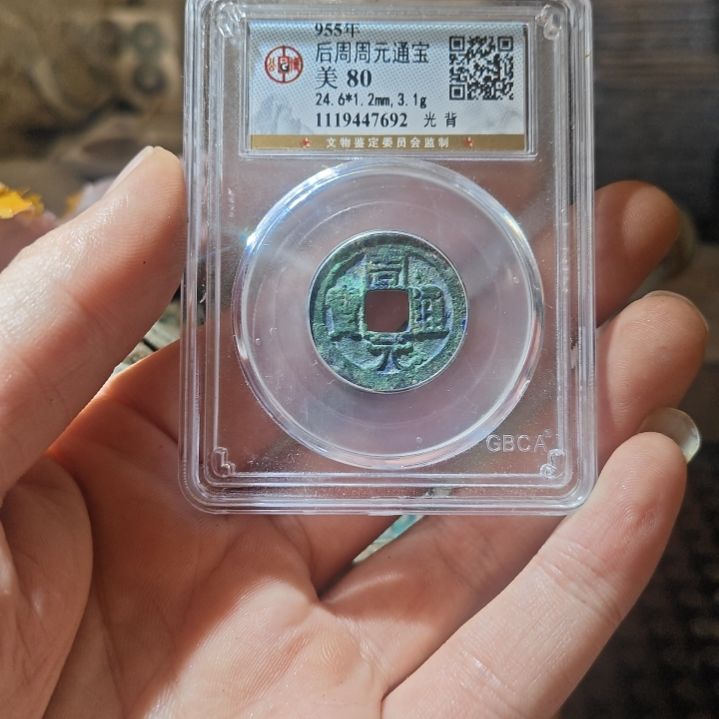 955年
后周周元通宝
美 80
24.6*1.2mm,3.1g
1119447692 光 背
文物鉴定委员会监制
周元通寳
GBCA